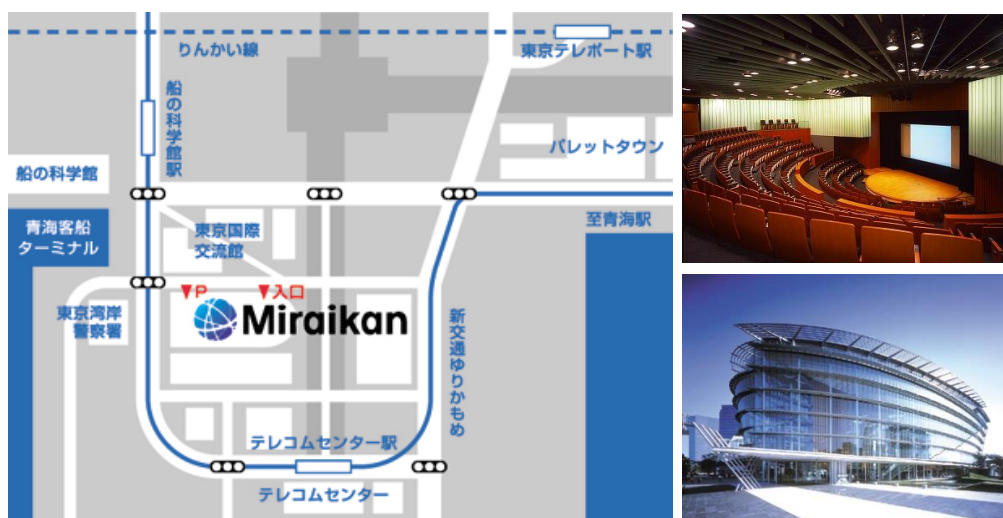 りんかい線
東京テレポート駅
船の科学館駅
パレットタウン
船の科学館
青海客船
ターミナル
東京国際
交流館
至青海駅
▼P
▼入口
Miraikan
東京湾岸
警察署
新交通ゆりかもめ
テレコムセンター駅
テレコムセンター